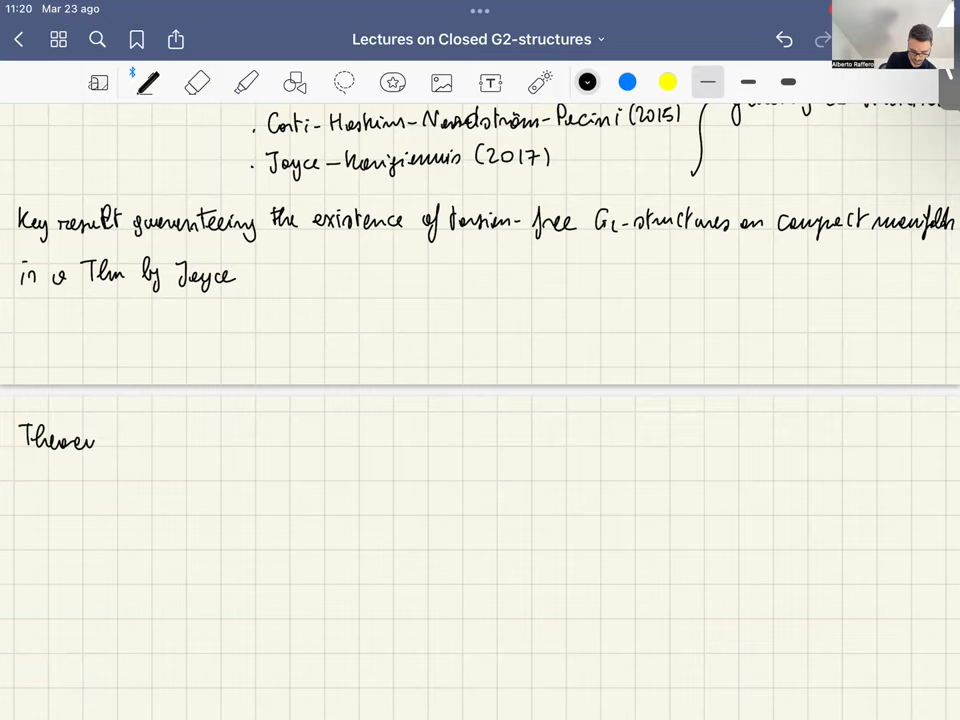 11:20 Mar 23 ago
Lectures on Closed G2-structures
Alberto Raffero
· Corti-Haskins-Nordström-Pacini (2015)
· Joyce-Karigiannis (2017)
Key result guaranteeing the existence of torsion-free G2-structures on compact manifolds
is a Thm by Joyce
Theorem